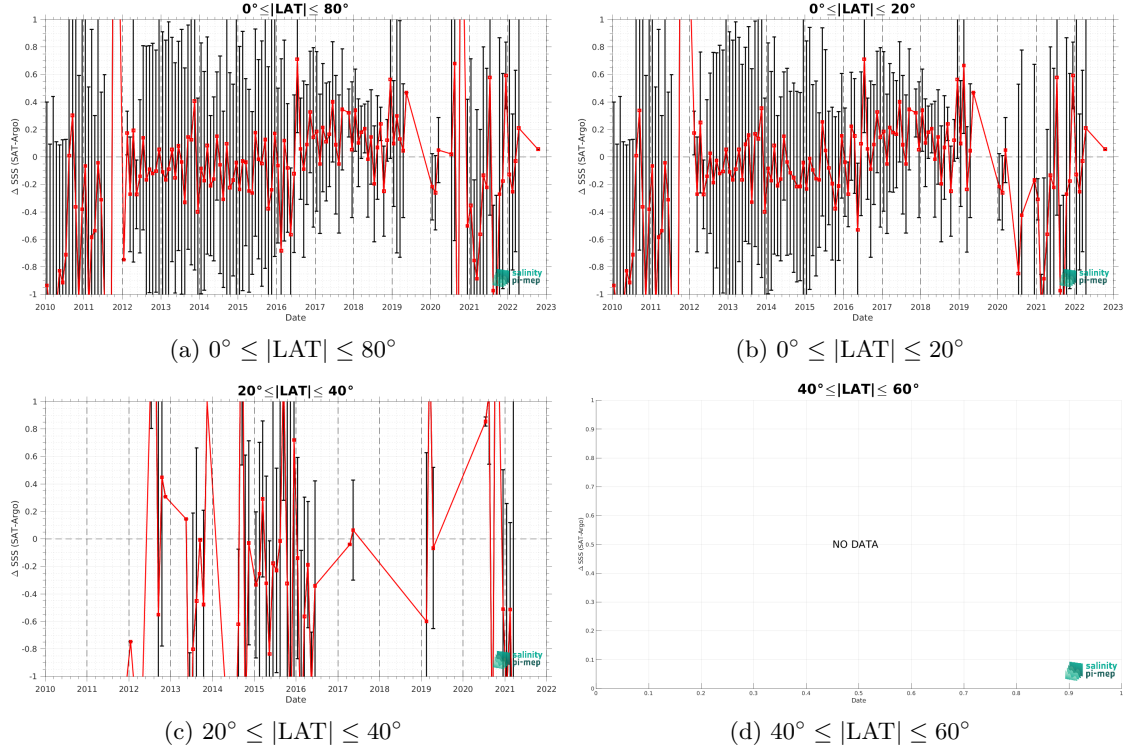 0°≤|LAT|≤ 80°
Δ SSS (SAT-Argo)
1
0.8
0.6
0.4
0.2
0
-0.2
-0.4
-0.6
-0.8
-1
2010 2011 2012 2013 2014 2015 2016 2017 2018 2019 2020 2021 2022 2023
Date
salinity
pi-mep
(a) 0° ≤ |LAT| ≤ 80°
0°≤|LAT|≤ 20°
Δ SSS (SAT-Argo)
1
0.8
0.6
0.4
0.2
0
-0.2
-0.4
-0.6
-0.8
-1
2010 2011 2012 2013 2014 2015 2016 2017 2018 2019 2020 2021 2022 2023
Date
salinity
pi-mep
(b) 0° ≤ |LAT| ≤ 20°
20°≤|LAT|≤ 40°
Δ SSS (SAT-Argo)
1
0.8
0.6
0.4
0.2
0
-0.2
-0.4
-0.6
-0.8
-1
2010 2011 2012 2013 2014 2015 2016 2017 2018 2019 2020 2021 2022
Date
salinity
pi-mep
(c) 20° ≤ |LAT| ≤ 40°
40°≤|LAT|≤ 60°
Δ SSS (SAT-Argo)
1
0.9
0.8
0.7
0.6
0.5
0.4
0.3
0.2
0.1
0
NO DATA
0 0.1 0.2 0.3 0.4 0.5 0.6 0.7 0.8 0.9 1
Date
salinity
pi-mep
(d) 40° ≤ |LAT| ≤ 60°